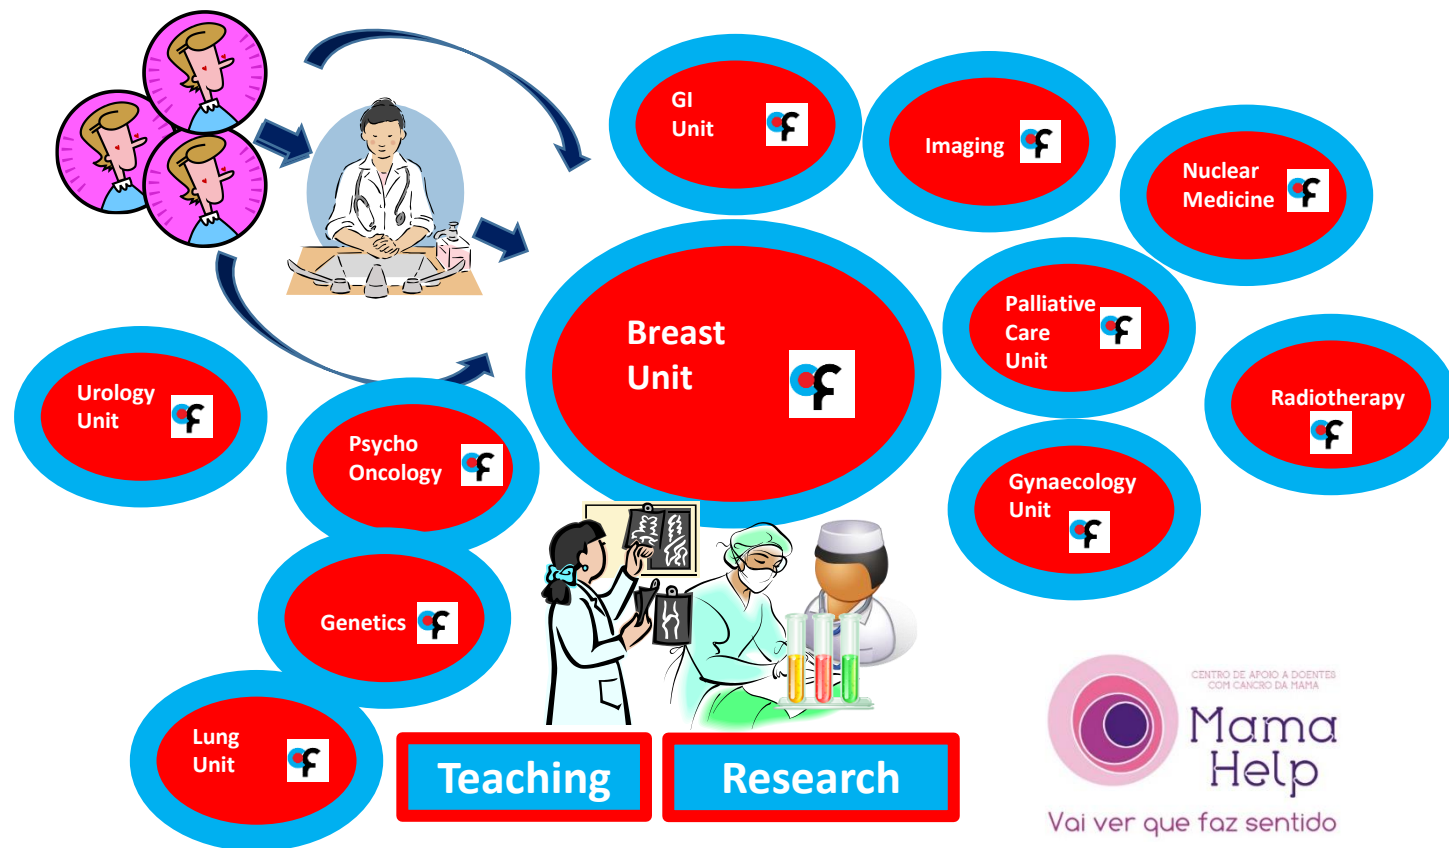 GI
Unit
Imaging
Nuclear
Medicine
Breast
Unit
Palliative
Care
Unit
Radiotherapy
Urology
Unit
Psycho
Oncology
Gynaecology
Unit
Genetics
Lung
Unit
Teaching
Research
CENTRO DE APOIO A DOENTES
COM CANCRO DA MAMA
Mama
Help
Vai ver que faz sentido